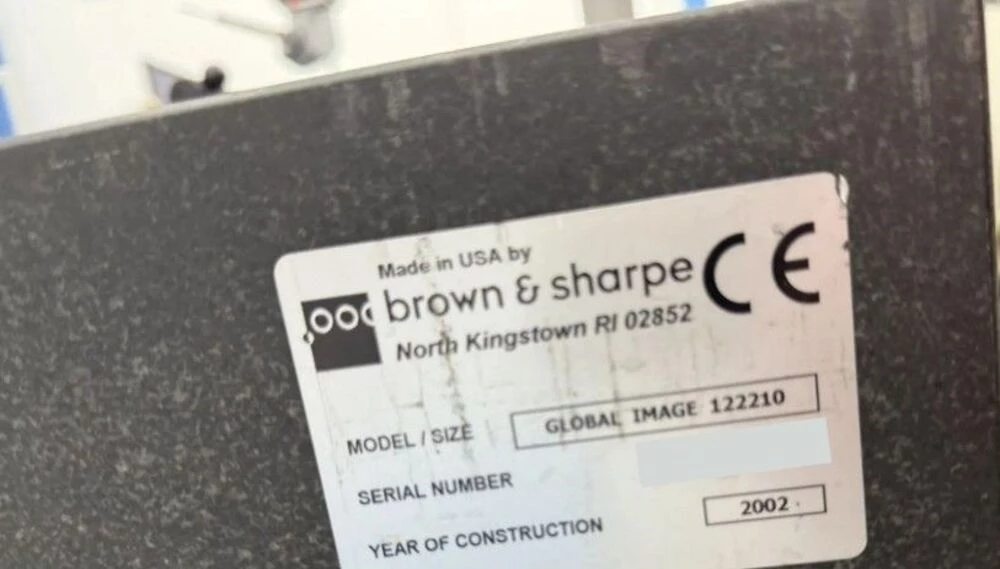 Made in USA by
brown & sharpe
North Kingstown RI 02852
CE
MODEL / SIZE GLOBAL IMAGE 122210
SERIAL NUMBER
YEAR OF CONSTRUCTION 2002